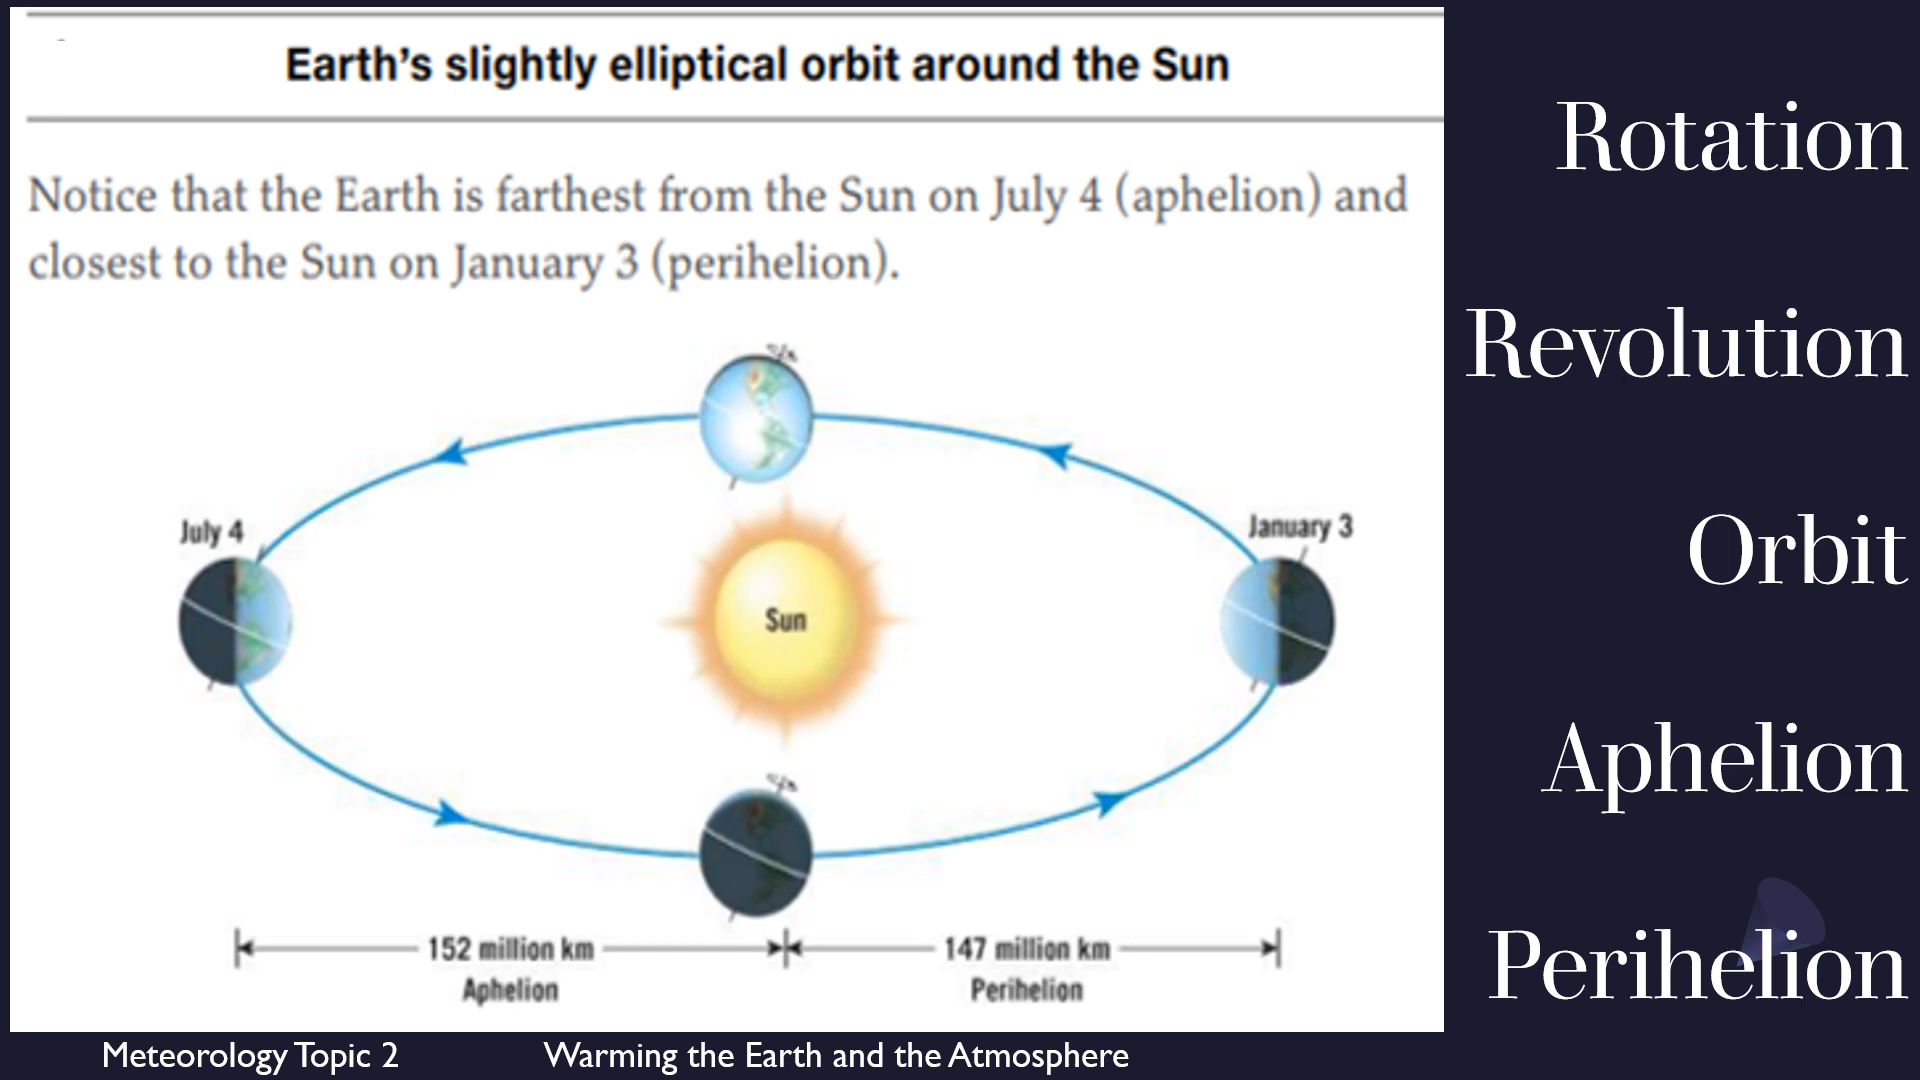 Earth's slightly elliptical orbit around the Sun
Notice that the Earth is farthest from the Sun on July 4 (aphelion) and
closest to the Sun on January 3 (perihelion).
July 4
January 3
Sun
152 million km
Aphelion
147 million km
Perihelion
Rotation
Revolution
Orbit
Aphelion
Perihelion
Meteorology Topic 2
Warming the Earth and the Atmosphere